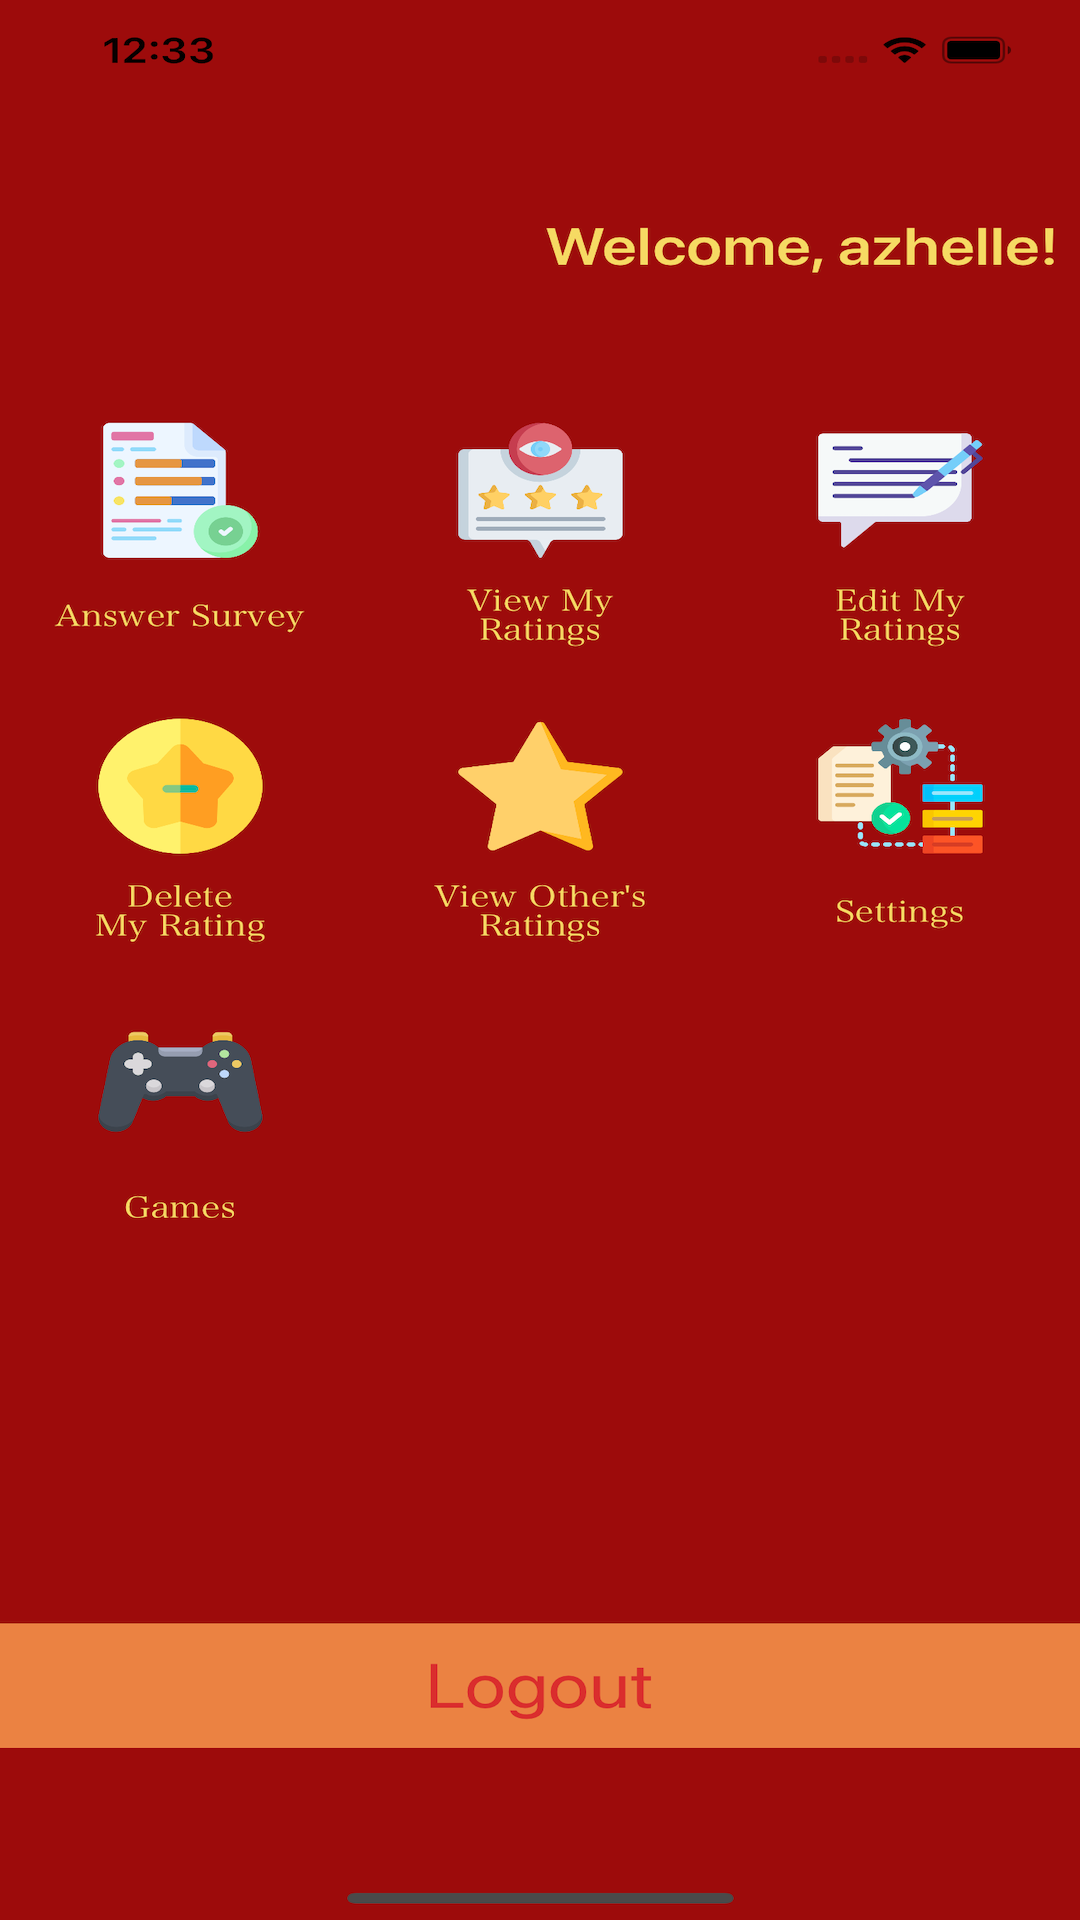 12:33
Welcome, azhelle!
Answer Survey
View My
Ratings
Edit My
Ratings
Delete
My Rating
View Other's
Ratings
Settings
Games
Logout